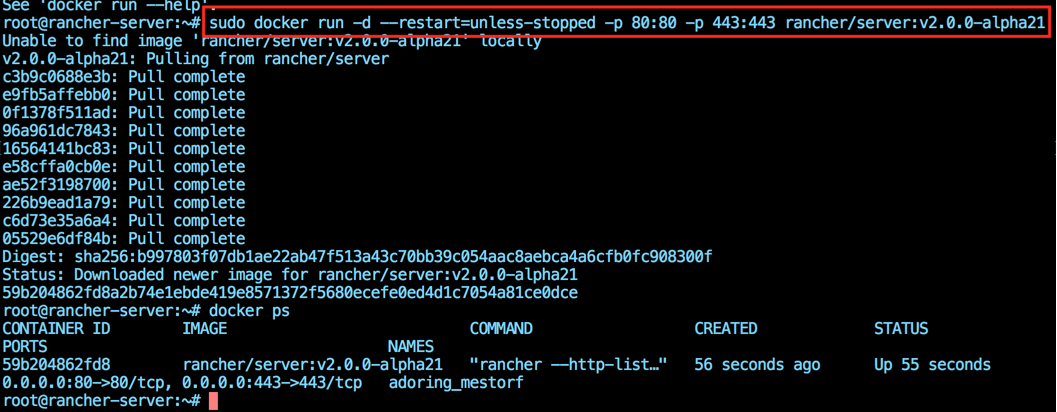 See 'docker run --help'.
root@rancher-server:~# sudo docker run -d --restart=unless-stopped -p 80:80 -p 443:443 rancher/server:v2.0.0-alpha21
Unable to find image 'rancher/server:v2.0.0-alpha21' locally
v2.0.0-alpha21: Pulling from rancher/server
c3b9c0688e3b: Pull complete
e9fb5affebb0: Pull complete
0f1378f511ad: Pull complete
96a961dc7843: Pull complete
16564141bc83: Pull complete
e58cffa0cb0e: Pull complete
ae52f3198700: Pull complete
226b9ead1a79: Pull complete
c6d73e35a6a4: Pull complete
05529e6df84b: Pull complete
Digest: sha256:b997803f07db1ae22ab47f513a43c70bb39c054aac8aebca4a6cfb0fc908300f
Status: Downloaded newer image for rancher/server:v2.0.0-alpha21
59b204862fd8a2b74e1ebde419e8571372f5680ecefe0ed4d1c7054a81ce0dce
root@rancher-server:~# docker ps
CONTAINER ID IMAGE COMMAND CREATED STATUS
PORTS NAMES
59b204862fd8 rancher/server:v2.0.0-alpha21 "rancher --http-list…" 56 seconds ago Up 55 seconds
0.0.0.0:80->80/tcp, 0.0.0.0:443->443/tcp adoring_mestorf
root@rancher-server:~#